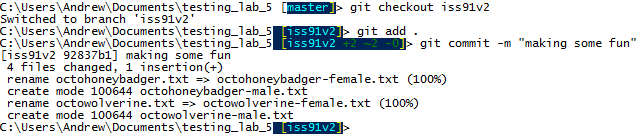 C:\Users\Andrew\Documents\testing_lab_5 [master]> git checkout iss91v2
Switched to branch 'iss91v2'
C:\Users\Andrew\Documents\testing_lab_5 [iss91v2]> git add .
C:\Users\Andrew\Documents\testing_lab_5 [iss91v2 +2 ~2 -0]> git commit -m "making some fun"
[iss91v2 92837b1] making some fun
4 files changed, 1 insertion(+)
rename octohoneybadger.txt => octohoneybadger-female.txt (100%)
create mode 100644 octohoneybadger-male.txt
rename octowolverine.txt => octowolverine-female.txt (100%)
create mode 100644 octowolverine-male.txt
C:\Users\Andrew\Documents\testing_lab_5 [iss91v2]>